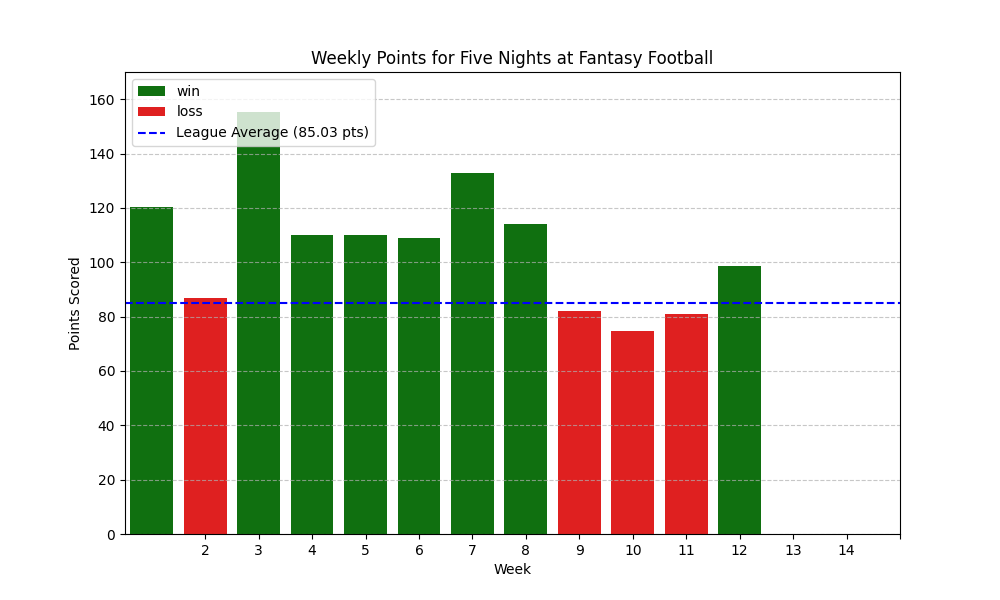 Weekly Points for Five Nights at Fantasy Football
win
loss
League Average (85.03 pts)
160
140
120
100
80
60
40
20
0
Points Scored
2 3 4 5 6 7 8 9 10 11 12 13 14
Week